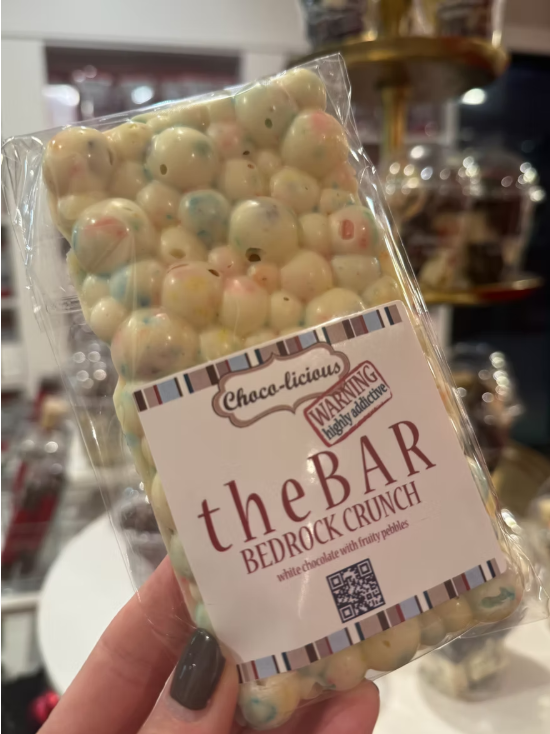 Choco-licious
WARNING
highly addictive
theBAR
BEDROCK CRUNCH
white chocolate with fruity pebbles